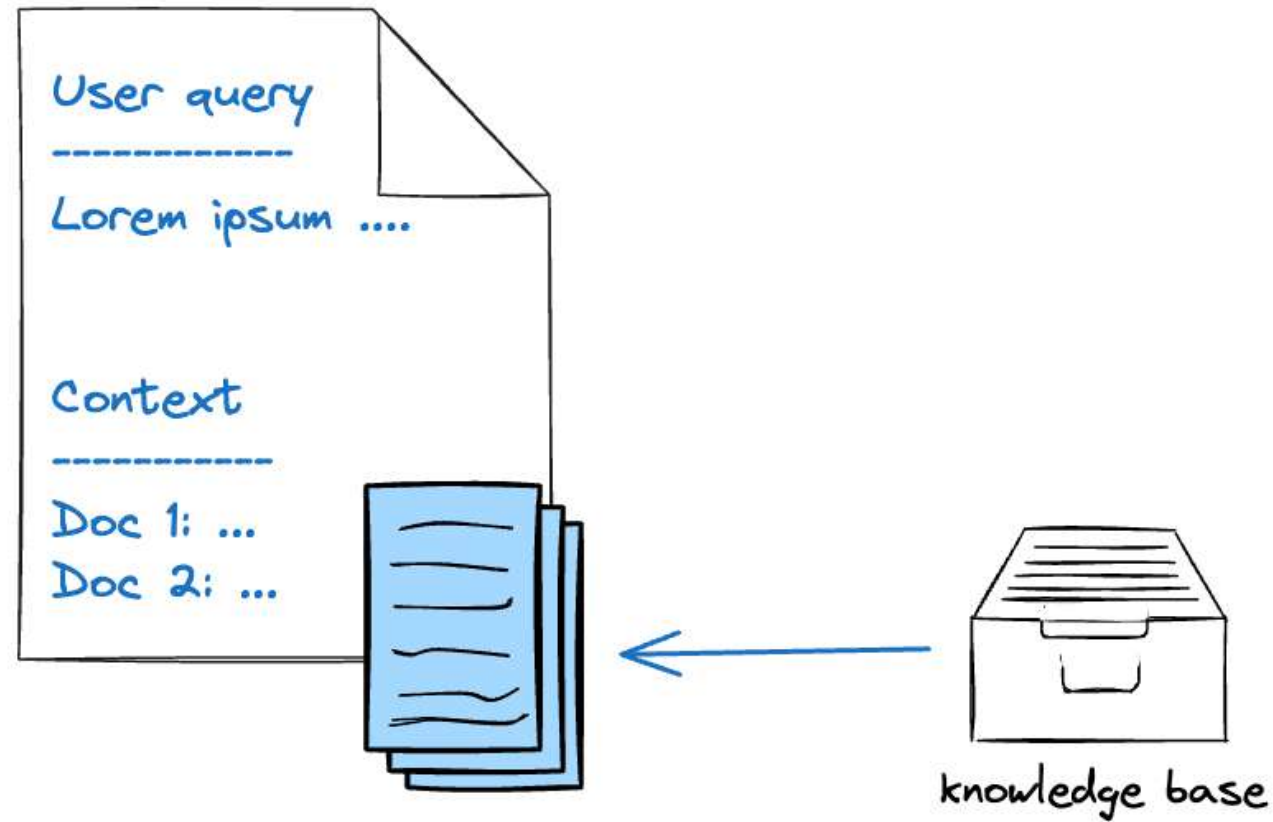 User query
------------
Lorem ipsum ....
Context
-----------
Doc 1: ...
Doc 2: ...
knowledge base